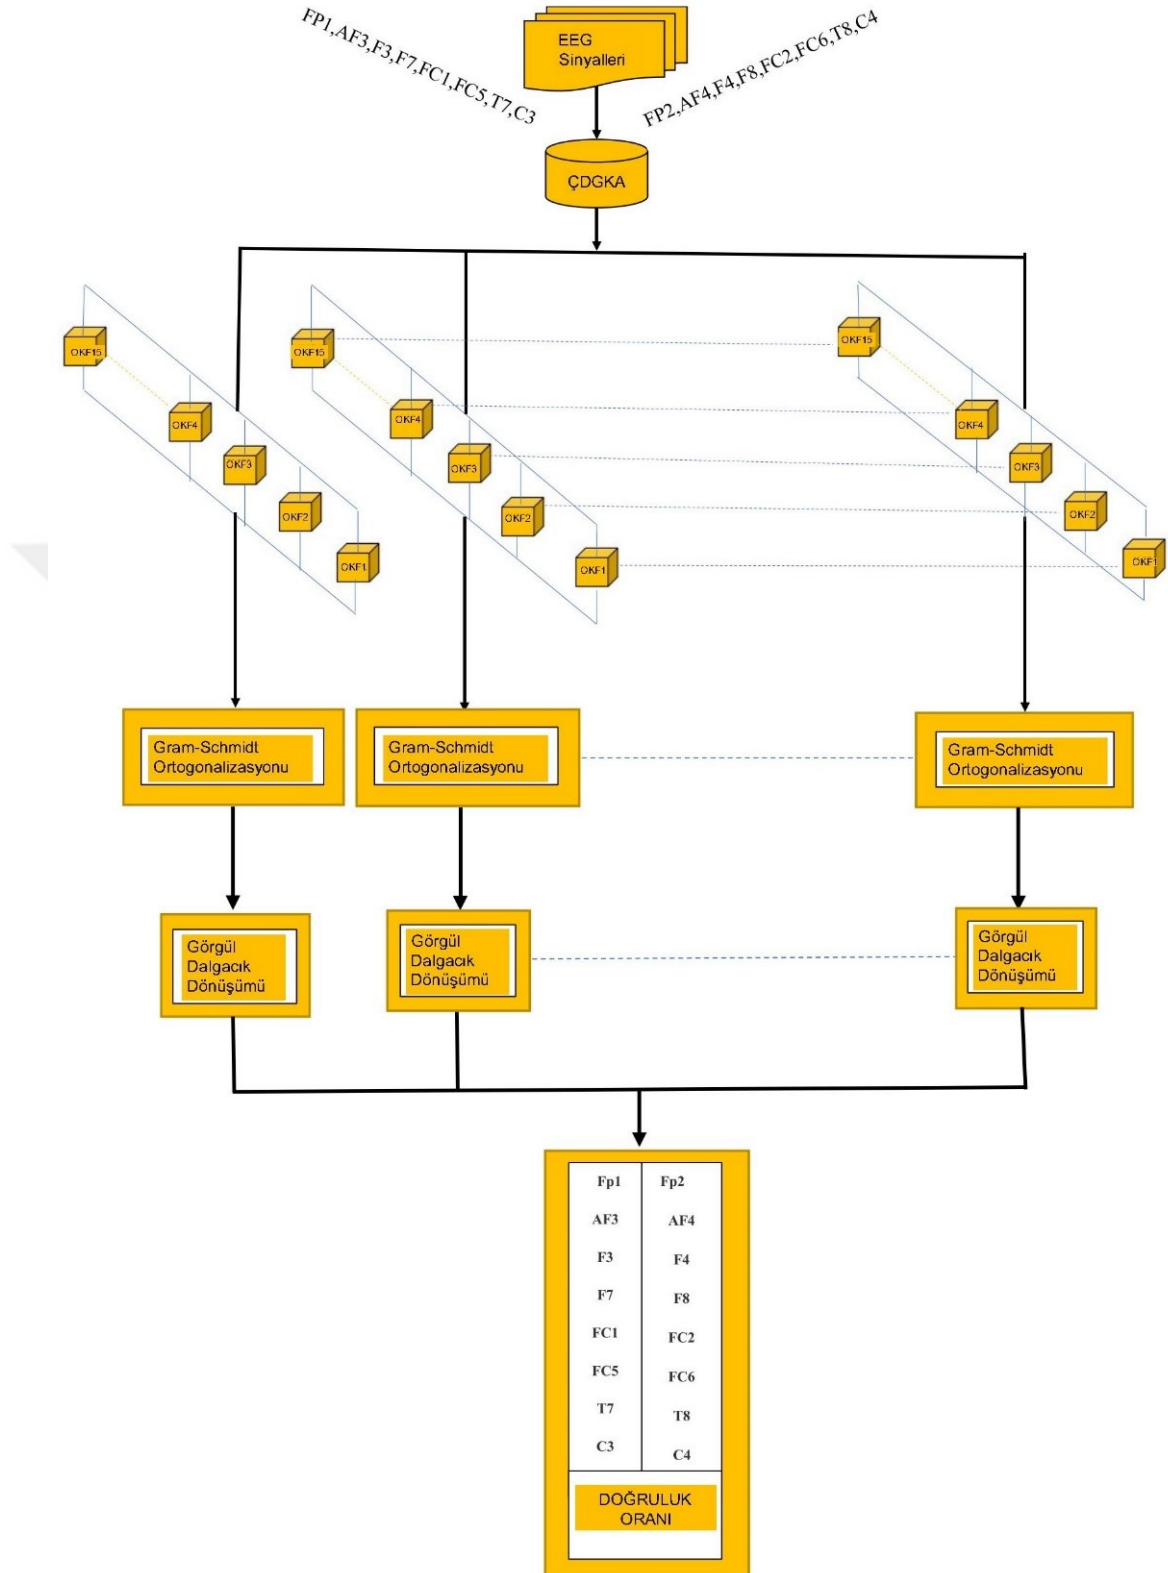 FP1,AF3,F3,F7,FC1,FC5,T7,C3
EEG
Sinyalleri
FP2,AF4,F4,F8,FC2,FC6,T8,C4
ÇDGKA
OKF15
OKF4
OKF3
OKF2
OKF1
OKF15
OKF4
OKF3
OKF2
OKF1
OKF15
OKF4
OKF3
OKF2
OKF1
Gram-Schmidt
Ortogonalizasyonu
Gram-Schmidt
Ortogonalizasyonu
Gram-Schmidt
Ortogonalizasyonu
Görgül
Dalgacık
Dönüşümü
Görgül
Dalgacık
Dönüşümü
Görgül
Dalgacık
Dönüşümü
Fp1 Fp2
AF3 AF4
F3 F4
F7 F8
FC1 FC2
FC5 FC6
T7 T8
C3 C4
DOĞRULUK
ORANI